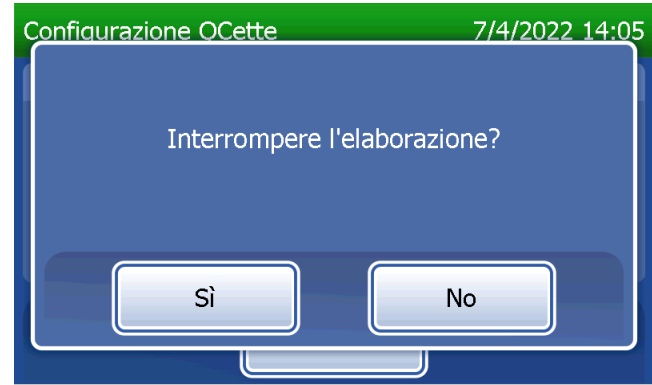 Configurazione QCette 7/4/2022 14:05
Interrompere l'elaborazione?
Sì No